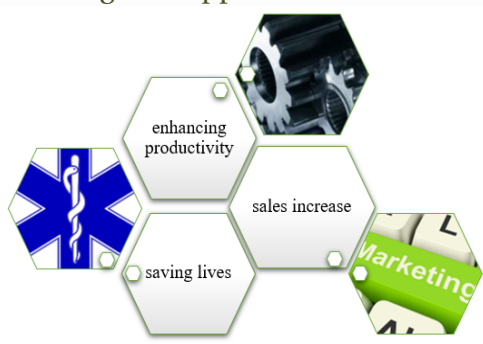 enhancing
productivity
sales increase
saving lives
L
Marketing